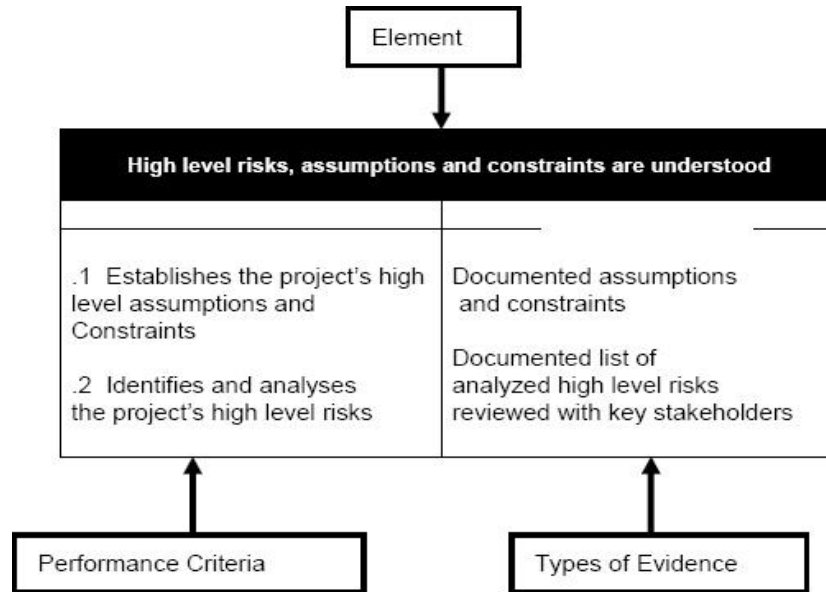 Element
High level risks, assumptions and constraints are understood
.1 Establishes the project's high
level assumptions and
Constraints
.2 Identifies and analyses
the project's high level risks
Documented assumptions
and constraints
Documented list of
analyzed high level risks
reviewed with key stakeholders
Performance Criteria
Types of Evidence